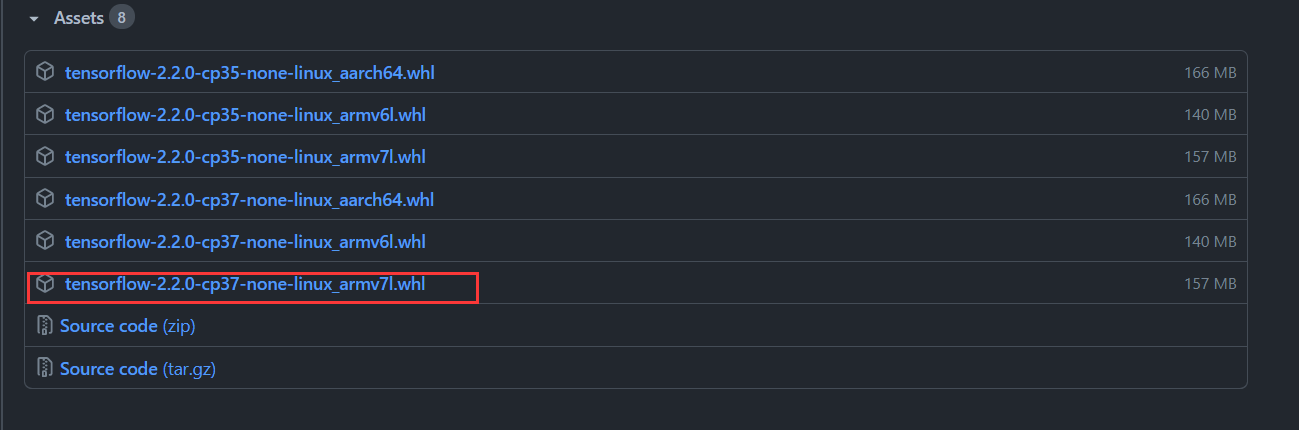 Assets 8
tensorflow-2.2.0-cp35-none-linux_aarch64.whl 166 MB
tensorflow-2.2.0-cp35-none-linux_armv6l.whl 140 MB
tensorflow-2.2.0-cp35-none-linux_armv7l.whl 157 MB
tensorflow-2.2.0-cp37-none-linux_aarch64.whl 166 MB
tensorflow-2.2.0-cp37-none-linux_armv6l.whl 140 MB
tensorflow-2.2.0-cp37-none-linux_armv7l.whl 157 MB
Source code (zip)
Source code (tar.gz)